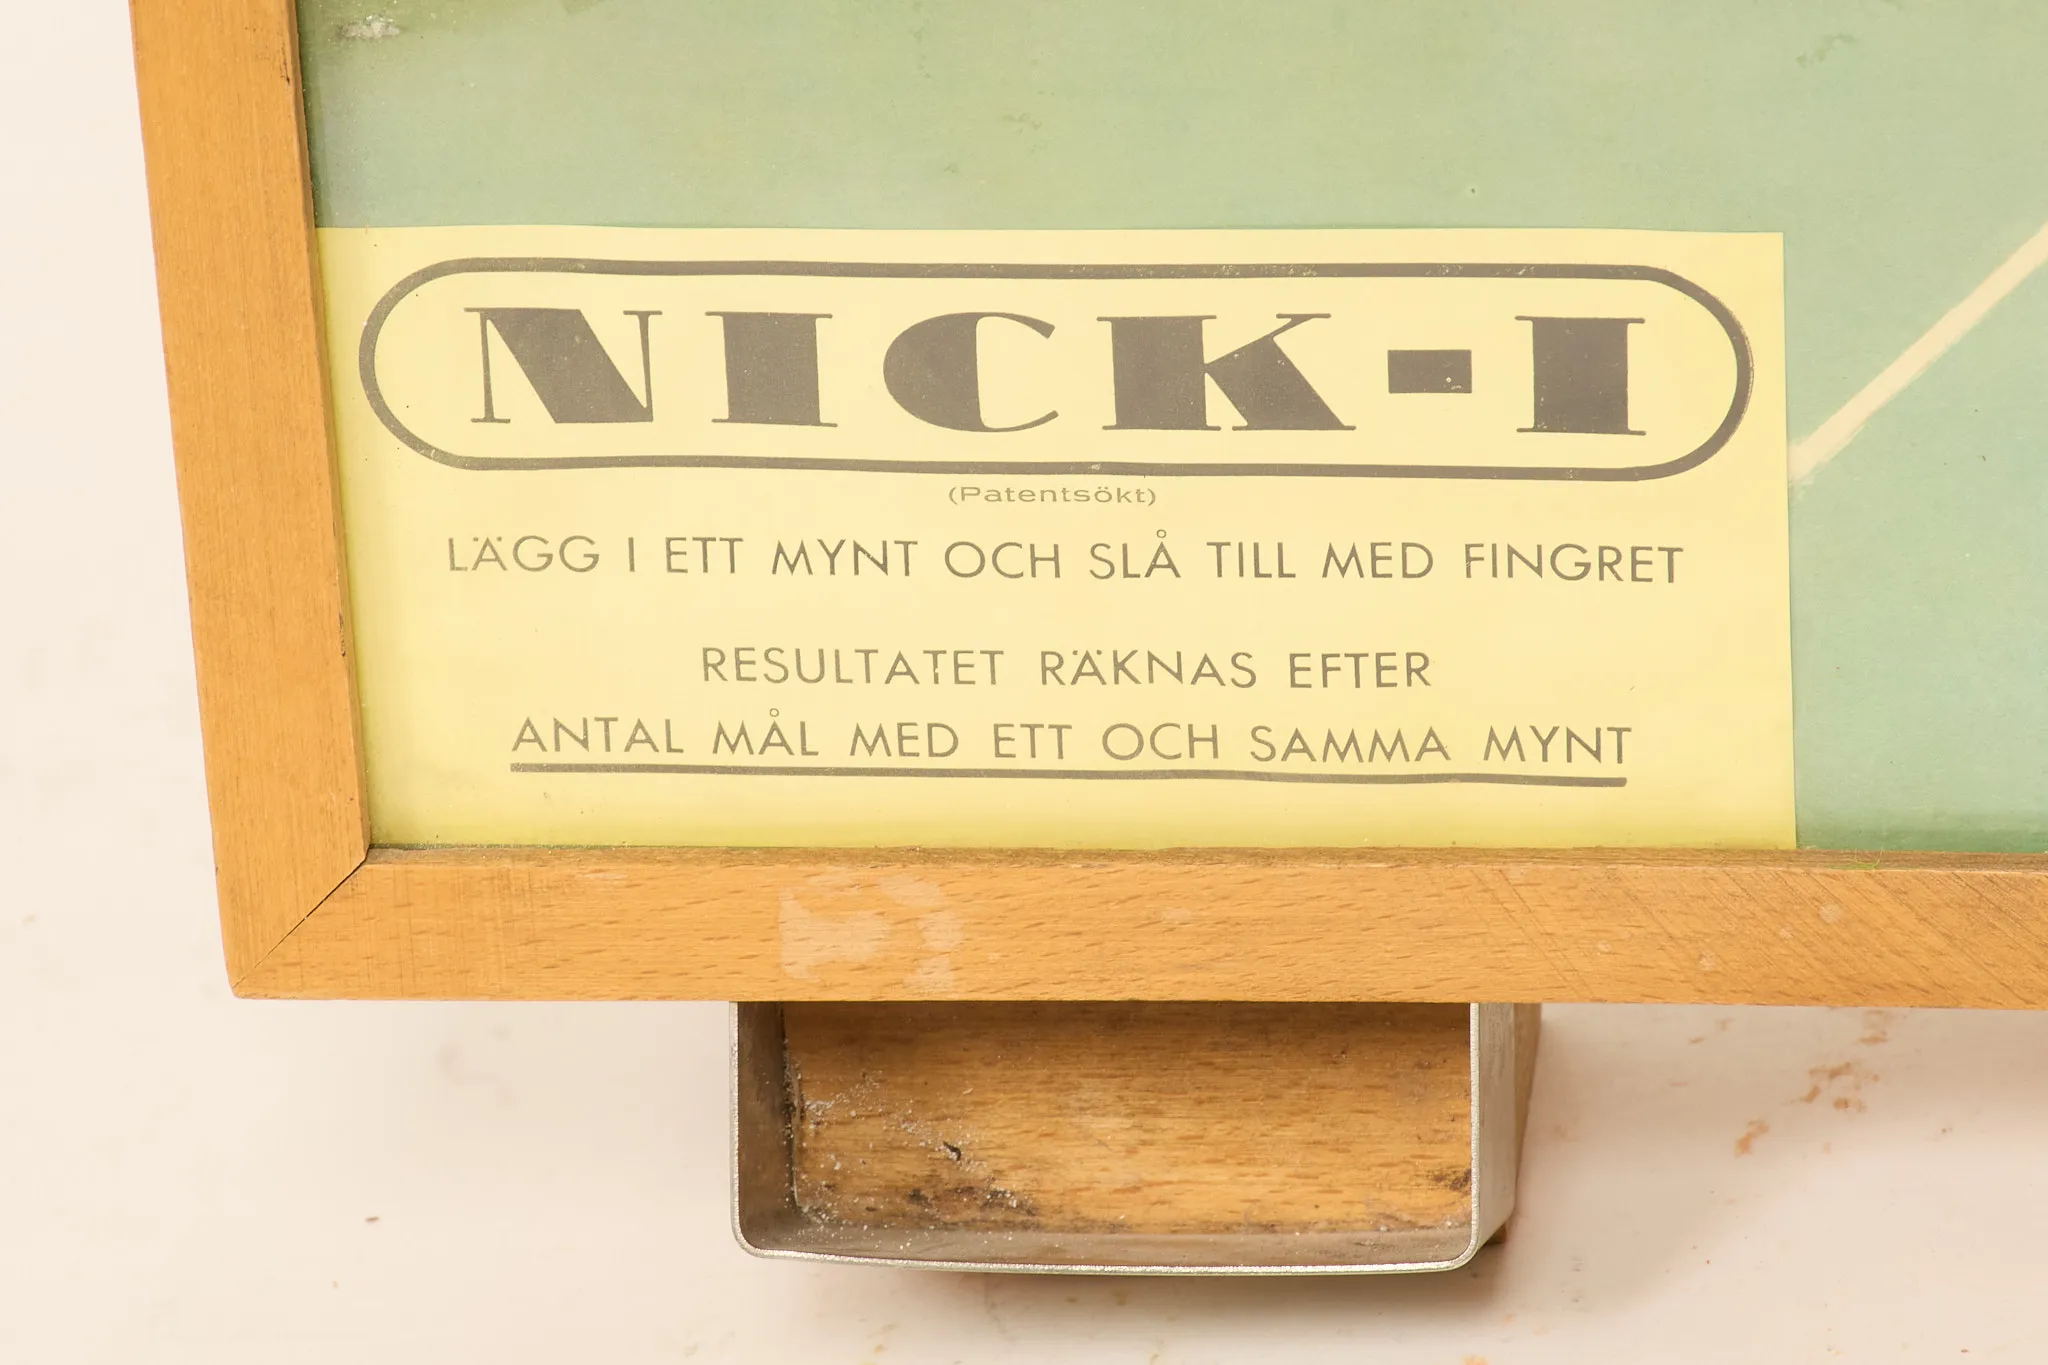 NICK-I
(Patentsökt)
LÄGG I ETT MYNT OCH SLÅ TILL MED FINGRET
RESULTATET RÄKNAS EFTER
ANTAL MÅL MED ETT OCH SAMMA MYNT